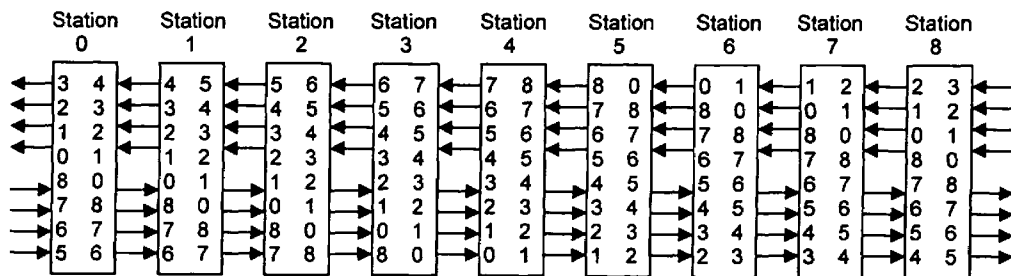 Station Station Station Station Station Station Station Station Station
0 1 2 3 4 5 6 7 8
3 4 4 5 5 6 6 7 7 8 8 0 0 1 1 2 2 3
2 3 3 4 4 5 5 6 6 7 7 8 8 0 0 1 1 2
1 2 2 3 3 4 4 5 5 6 6 7 7 8 8 0 0 1
0 1 1 2 2 3 3 4 4 5 5 6 6 7 7 8 8 0
8 0 0 1 1 2 2 3 3 4 4 5 5 6 6 7 7 8
7 8 8 0 0 1 1 2 2 3 3 4 4 5 5 6 6 7
6 7 7 8 8 0 0 1 1 2 2 3 3 4 4 5 5 6
5 6 6 7 7 8 8 0 0 1 1 2 2 3 3 4 4 5